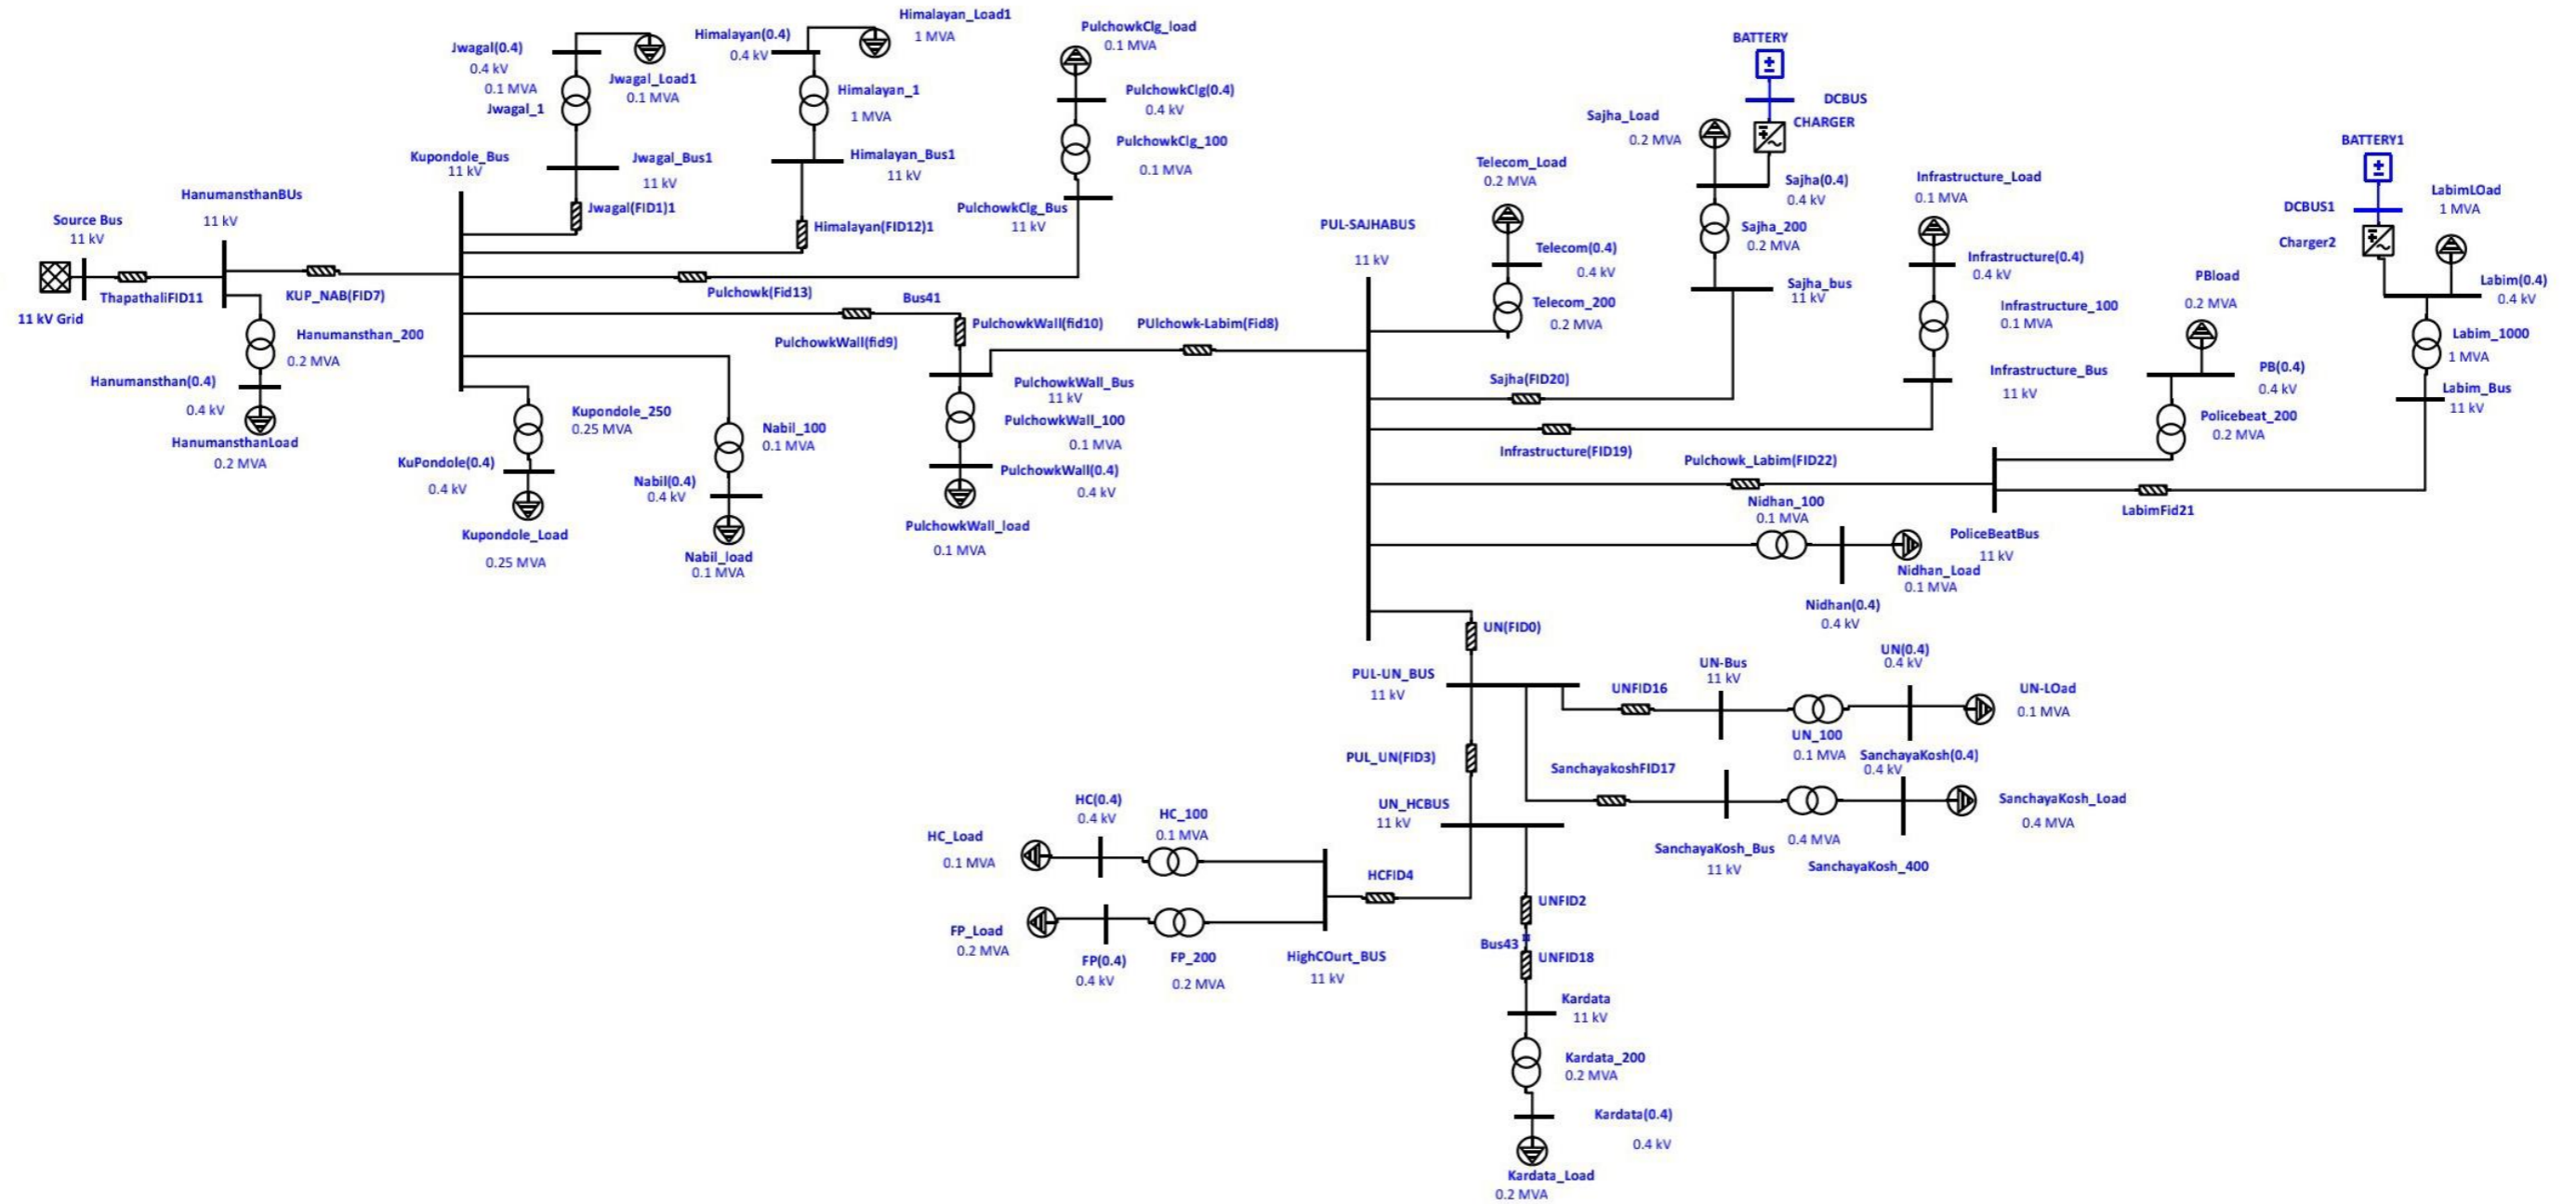 Source Bus
11 kV
11 kV Grid
ThapathaliFID11
HanumansthanBUs
11 kV
Hanumansthan_200
0.2 MVA
Hanumansthan(0.4)
0.4 kV
HanumansthanLoad
0.2 MVA
KUP_NAB(FID7)
Kupondole_Bus
11 kV
Jwagal(0.4)
0.4 kV
0.1 MVA
Jwagal_1
Jwagal_Load1
0.1 MVA
Jwagal_Bus1
11 kV
Jwagal(FID1)1
Himalayan(0.4)
0.4 kV
Himalayan_Load1
1 MVA
Himalayan_1
1 MVA
Himalayan_Bus1
11 kV
Himalayan(FID12)1
PulchowkClg_load
0.1 MVA
PulchowkClg(0.4)
0.4 kV
PulchowkClg_100
0.1 MVA
PulchowkClg_Bus
11 kV
Pulchowk(Fid13)
Bus41
PulchowkWall(fid9)
PulchowkWall(fid10)
PulchowkWall_Bus
11 kV
PulchowkWall_100
0.1 MVA
PulchowkWall(0.4)
0.4 kV
PulchowkWall_load
0.1 MVA
Kupondole_250
0.25 MVA
KuPondole(0.4)
0.4 kV
Kupondole_Load
0.25 MVA
Nabil_100
0.1 MVA
Nabil(0.4)
0.4 kV
Nabil_load
0.1 MVA
PUlchowk-Labim(Fid8)
PUL-SAJHABUS
11 kV
Telecom_Load
0.2 MVA
Telecom(0.4)
0.4 kV
Telecom_200
0.2 MVA
BATTERY
DCBUS
CHARGER
Sajha_Load
0.2 MVA
Sajha(0.4)
0.4 kV
Sajha_200
0.2 MVA
Sajha_bus
11 kV
Sajha(FID20)
Infrastructure_Load
0.1 MVA
Infrastructure(0.4)
0.4 kV
Infrastructure_100
0.1 MVA
Infrastructure_Bus
11 kV
Infrastructure(FID19)
Pulchowk_Labim(FID22)
PBload
0.2 MVA
PB(0.4)
0.4 kV
Policebeat_200
0.2 MVA
PoliceBeatBus
11 kV
LabimFid21
BATTERY1
DCBUS1
Charger2
LabimLOad
1 MVA
Labim(0.4)
0.4 kV
Labim_1000
1 MVA
Labim_Bus
11 kV
Nidhan_100
0.1 MVA
Nidhan_Load
0.1 MVA
Nidhan(0.4)
0.4 kV
UN(FID0)
PUL-UN_BUS
11 kV
UNFID16
UN-Bus
11 kV
UN(0.4)
0.4 kV
UN-LOad
0.1 MVA
UN_100
0.1 MVA
SanchayaKosh(0.4)
0.4 kV
SanchayakoshFID17
SanchayaKosh_Load
0.4 MVA
0.4 MVA
SanchayaKosh_400
SanchayaKosh_Bus
11 kV
PUL_UN(FID3)
UN_HCBUS
11 kV
HCFID4
HC(0.4)
0.4 kV
HC_100
0.1 MVA
HC_Load
0.1 MVA
FP_Load
0.2 MVA
FP(0.4)
0.4 kV
FP_200
0.2 MVA
HighCOurt_BUS
11 kV
UNFID2
Bus43
UNFID18
Kardata
11 kV
Kardata_200
0.2 MVA
Kardata(0.4)
0.4 kV
Kardata_Load
0.2 MVA